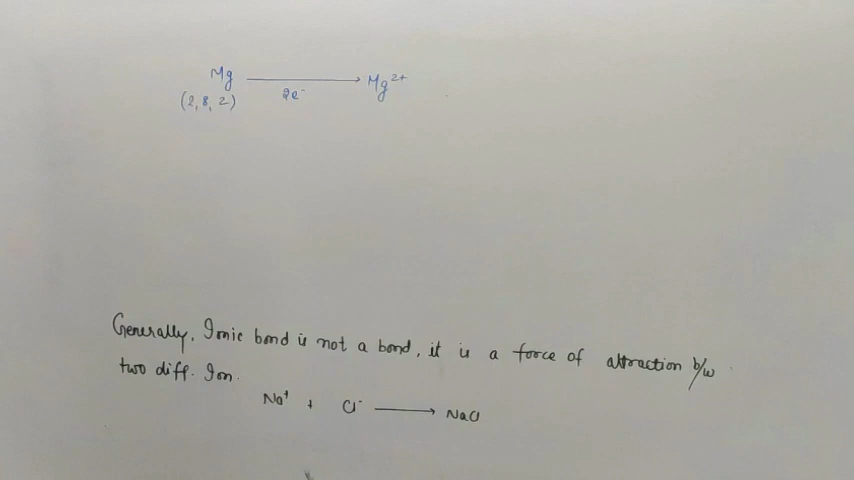 Mg ⟶ Mg²⁺
(2, 8, 2) 2e⁻
Generally, Ionic bond is not a bond, it is a force of attraction b/w
two diff. Ion.
Na⁺ + Cl⁻ ⟶ NaCl